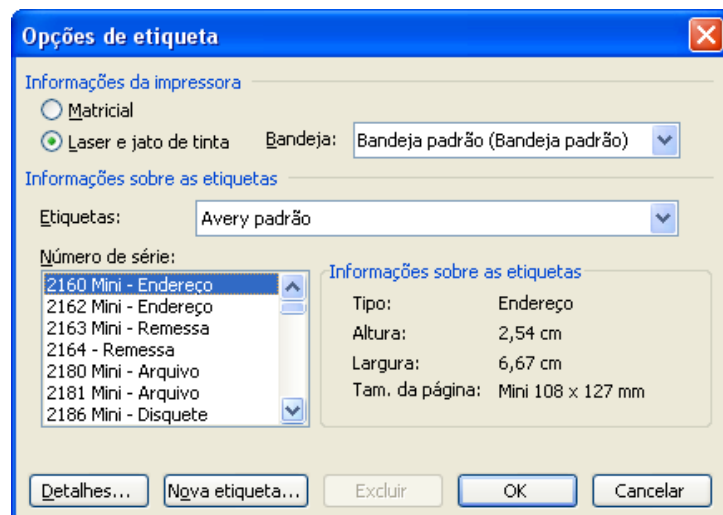 Opções de etiqueta
Informações da impressora
Matricial
Laser e jato de tinta Bandeja: Bandeja padrão (Bandeja padrão)
Informações sobre as etiquetas
Etiquetas: Avery padrão
Número de série:
2160 Mini - Endereço
2162 Mini - Endereço
2163 Mini - Remessa
2164 - Remessa
2180 Mini - Arquivo
2181 Mini - Arquivo
2186 Mini - Disquete
Informações sobre as etiquetas
Tipo: Endereço
Altura: 2,54 cm
Largura: 6,67 cm
Tam. da página: Mini 108 x 127 mm
Detalhes... Nova etiqueta... Excluir OK Cancelar